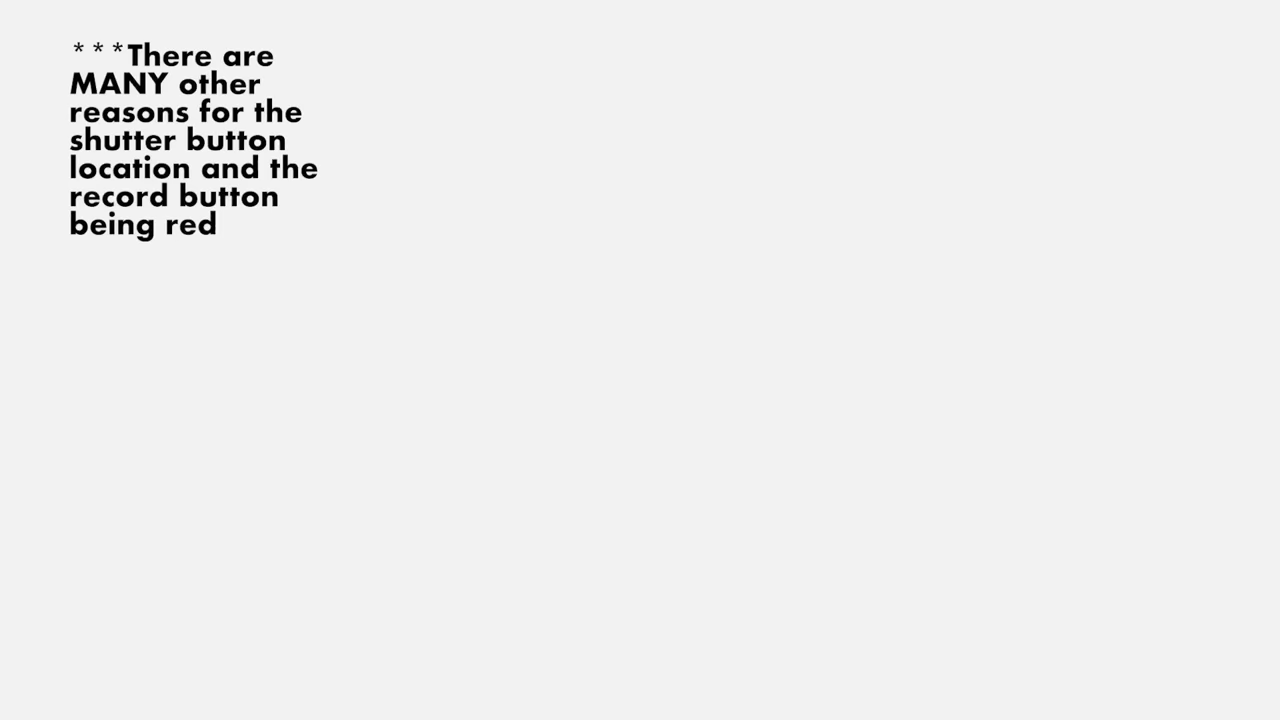 ***There are
MANY other
reasons for the
shutter button
location and the
record button
being red